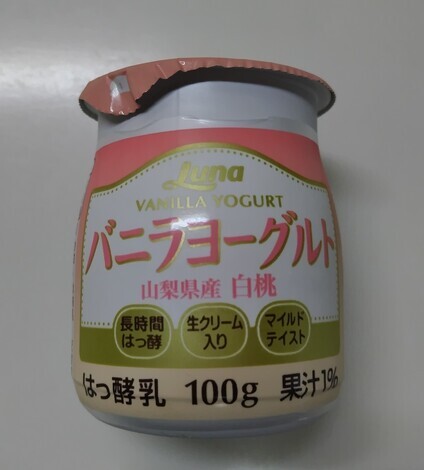 Luna
VANILLA YOGURT
バニラヨーグルト
山梨県産 白桃
長時間
はっ酵
生クリーム
入り
マイルド
テイスト
はっ酵乳 100g 果汁1%